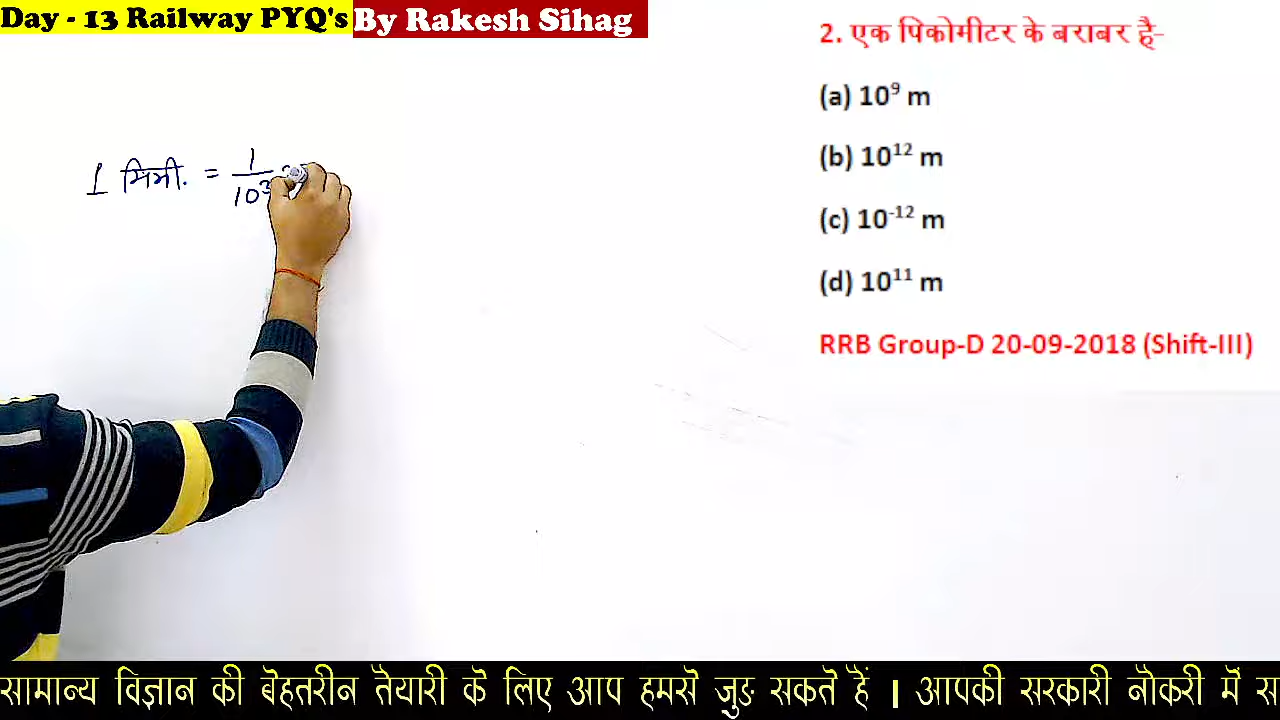 Day - 13 Railway PYQ's By Rakesh Sihag
2. एक पिकोमीटर के बराबर है-
(a) 10⁹ m
(b) 10¹² m
(c) 10⁻¹² m
(d) 10¹¹ m
RRB Group-D 20-09-2018 (Shift-III)
1 मिमी. = 1/10³
सामान्य विज्ञान की बेहतरीन तैयारी के लिए आप हमसे जुड़ सकते हैं । आपकी सरकारी नौकरी में